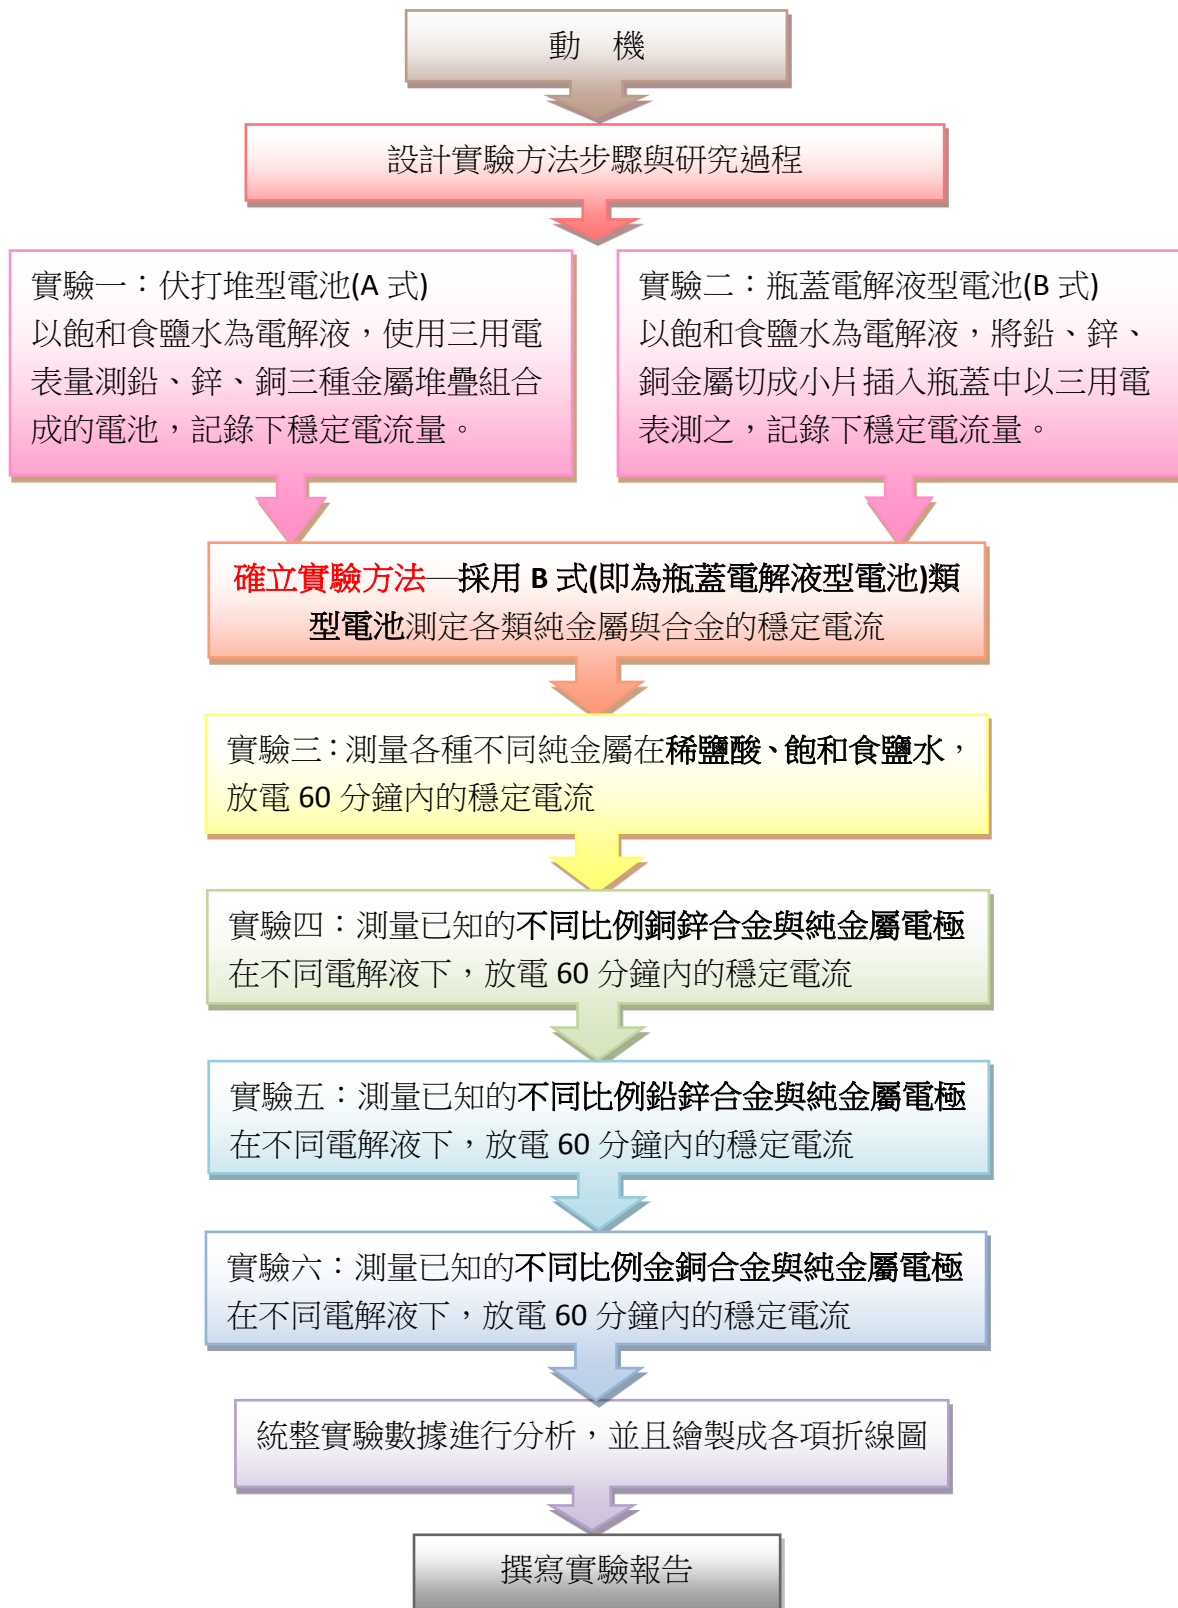 動　機
設計實驗方法步驟與研究過程
實驗一：伏打堆型電池(A 式)
以飽和食鹽水為電解液，使用三用電
表量測鉛、鋅、銅三種金屬堆疊組合
成的電池，記錄下穩定電流量。
實驗二：瓶蓋電解液型電池(B 式)
以飽和食鹽水為電解液，將鉛、鋅、
銅金屬切成小片插入瓶蓋中以三用電
表測之，記錄下穩定電流量。
確立實驗方法—採用 B 式(即為瓶蓋電解液型電池)類
型電池測定各類純金屬與合金的穩定電流
實驗三：測量各種不同純金屬在稀鹽酸、飽和食鹽水，
放電 60 分鐘內的穩定電流
實驗四：測量已知的不同比例銅鋅合金與純金屬電極
在不同電解液下，放電 60 分鐘內的穩定電流
實驗五：測量已知的不同比例鉛鋅合金與純金屬電極
在不同電解液下，放電 60 分鐘內的穩定電流
實驗六：測量已知的不同比例金銅合金與純金屬電極
在不同電解液下，放電 60 分鐘內的穩定電流
統整實驗數據進行分析，並且繪製成各項折線圖
撰寫實驗報告